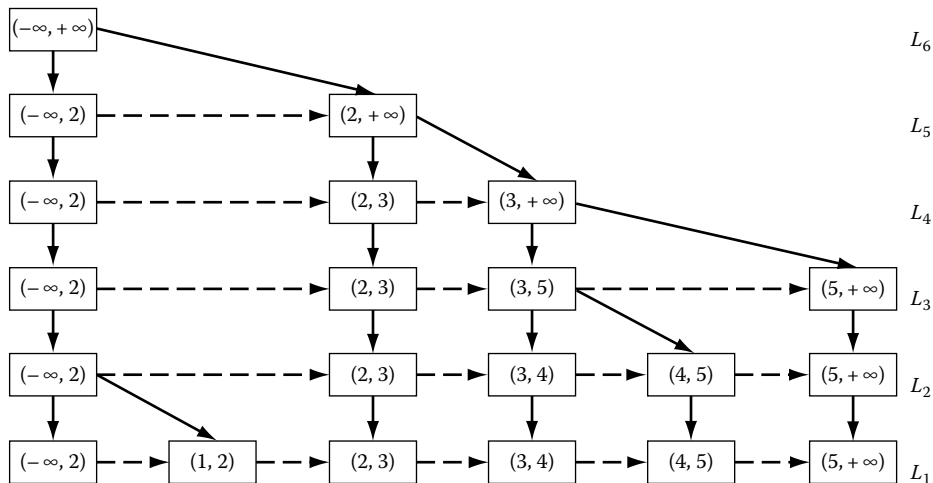 (−∞, +∞) L6
(−∞, 2) (2, +∞) L5
(−∞, 2) (2, 3) (3, +∞) L4
(−∞, 2) (2, 3) (3, 5) (5, +∞) L3
(−∞, 2) (2, 3) (3, 4) (4, 5) (5, +∞) L2
(−∞, 2) (1, 2) (2, 3) (3, 4) (4, 5) (5, +∞) L1